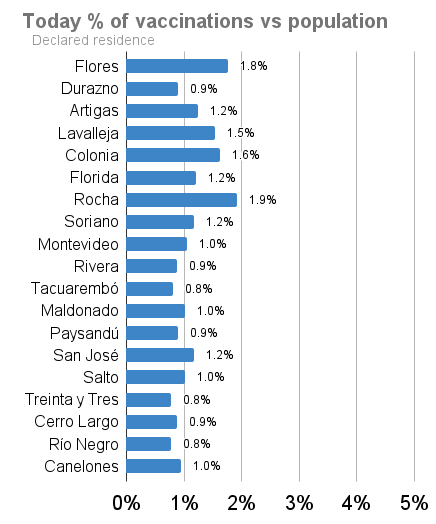 Today % of vaccinations vs population
Declared residence
Flores 1.8%
Durazno 0.9%
Artigas 1.2%
Lavalleja 1.5%
Colonia 1.6%
Florida 1.2%
Rocha 1.9%
Soriano 1.2%
Montevideo 1.0%
Rivera 0.9%
Tacuarembó 0.8%
Maldonado 1.0%
Paysandú 0.9%
San José 1.2%
Salto 1.0%
Treinta y Tres 0.8%
Cerro Largo 0.9%
Río Negro 0.8%
Canelones 1.0%
0% 1% 2% 3% 4% 5%